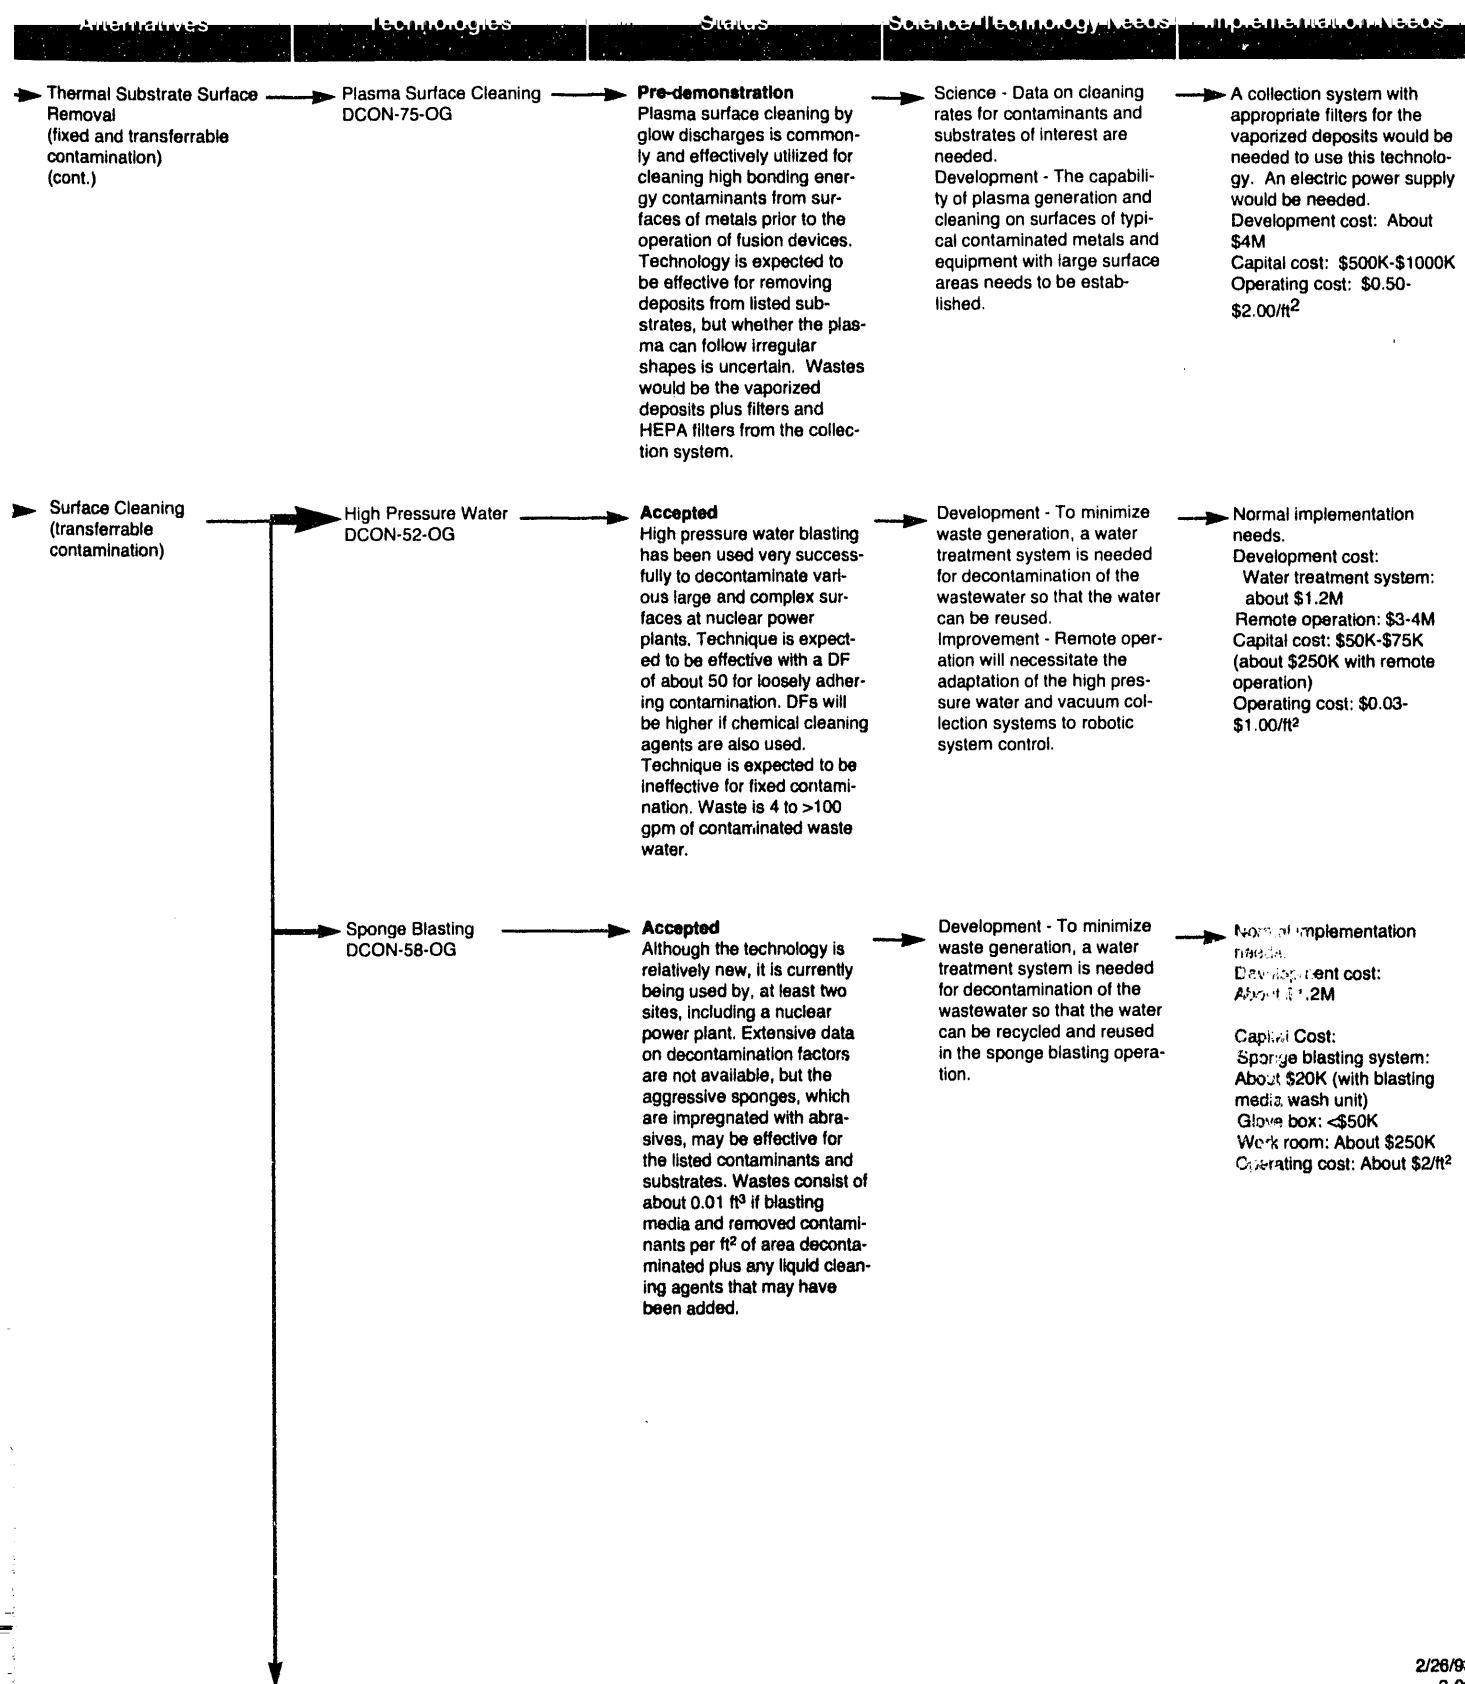 Alternatives
Technologies
Status
Science/Technology Needs
Implementation Needs
Thermal Substrate Surface
Removal
(fixed and transferrable
contamination)
(cont.)
Plasma Surface Cleaning
DCON-75-OG
Pre-demonstration
Plasma surface cleaning by
glow discharges is common-
ly and effectively utilized for
cleaning high bonding ener-
gy contaminants from sur-
faces of metals prior to the
operation of fusion devices.
Technology is expected to
be effective for removing
deposits from listed sub-
strates, but whether the plas-
ma can follow irregular
shapes is uncertain. Wastes
would be the vaporized
deposits plus filters and
HEPA filters from the collec-
tion system.
Science - Data on cleaning
rates for contaminants and
substrates of interest are
needed.
Development - The capabili-
ty of plasma generation and
cleaning on surfaces of typi-
cal contaminated metals and
equipment with large surface
areas needs to be estab-
lished.
A collection system with
appropriate filters for the
vaporized deposits would be
needed to use this technolo-
gy. An electric power supply
would be needed.
Development cost: About
$4M
Capital cost: $500K-$1000K
Operating cost: $0.50-
$2.00/ft²
Surface Cleaning
(transferrable
contamination)
High Pressure Water
DCON-52-OG
Accepted
High pressure water blasting
has been used very success-
fully to decontaminate vari-
ous large and complex sur-
faces at nuclear power
plants. Technique is expect-
ed to be effective with a DF
of about 50 for loosely adher-
ing contamination. DFs will
be higher if chemical cleaning
agents are also used.
Technique is expected to be
ineffective for fixed contami-
nation. Waste is 4 to >100
gpm of contaminated waste
water.
Development - To minimize
waste generation, a water
treatment system is needed
for decontamination of the
wastewater so that the water
can be reused.
Improvement - Remote oper-
ation will necessitate the
adaptation of the high pres-
sure water and vacuum col-
lection systems to robotic
system control.
Normal implementation
needs.
Development cost:
Water treatment system:
about $1.2M
Remote operation: $3-4M
Capital cost: $50K-$75K
(about $250K with remote
operation)
Operating cost: $0.03-
$1.00/ft²
Sponge Blasting
DCON-58-OG
Accepted
Although the technology is
relatively new, it is currently
being used by, at least two
sites, including a nuclear
power plant. Extensive data
on decontamination factors
are not available, but the
aggressive sponges, which
are impregnated with abra-
sives, may be effective for
the listed contaminants and
substrates. Wastes consist of
about 0.01 ft³ if blasting
media and removed contami-
nants per ft² of area deconta-
minated plus any liquid clean-
ing agents that may have
been added.
Development - To minimize
waste generation, a water
treatment system is needed
for decontamination of the
wastewater so that the water
can be recycled and reused
in the sponge blasting opera-
tion.
Normal implementation
needs.
Development cost:
About $1.2M
Capital Cost:
Sponge blasting system:
About $20K (with blasting
media wash unit)
Glove box: <$50K
Work room: About $250K
Operating cost: About $2/ft²